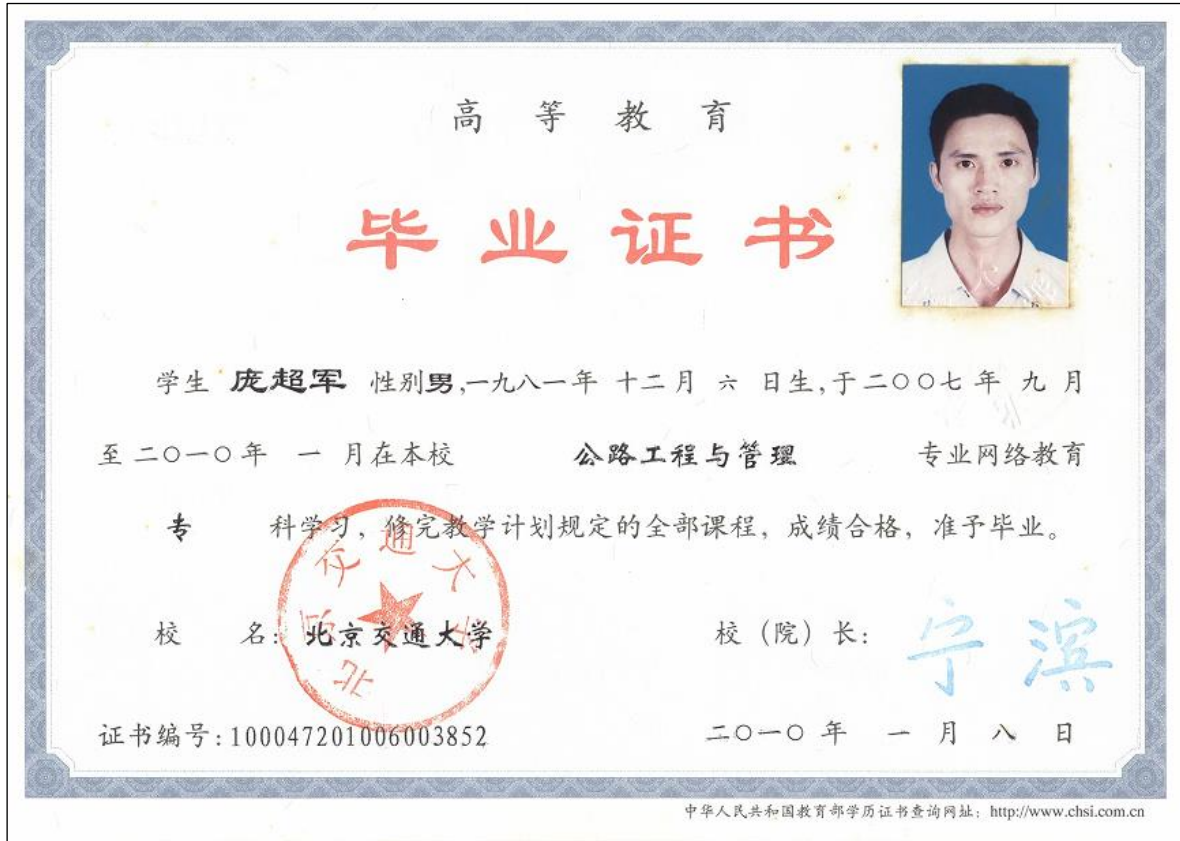 高等教育
毕业证书
学生 庞超军 性别男,一九八一年 十二月 六 日生,于二〇〇七年 九月
至二〇一〇年 一 月在本校 公路工程与管理 专业网络教育
专 科学习，修完教学计划规定的全部课程，成绩合格，准予毕业。
校 名: 北京交通大学 校（院）长: 宁滨
北京交通大学
证书编号:100047201006003852 二〇一〇年 一 月 八 日
中华人民共和国教育部学历证书查询网址: http://www.chsi.com.cn